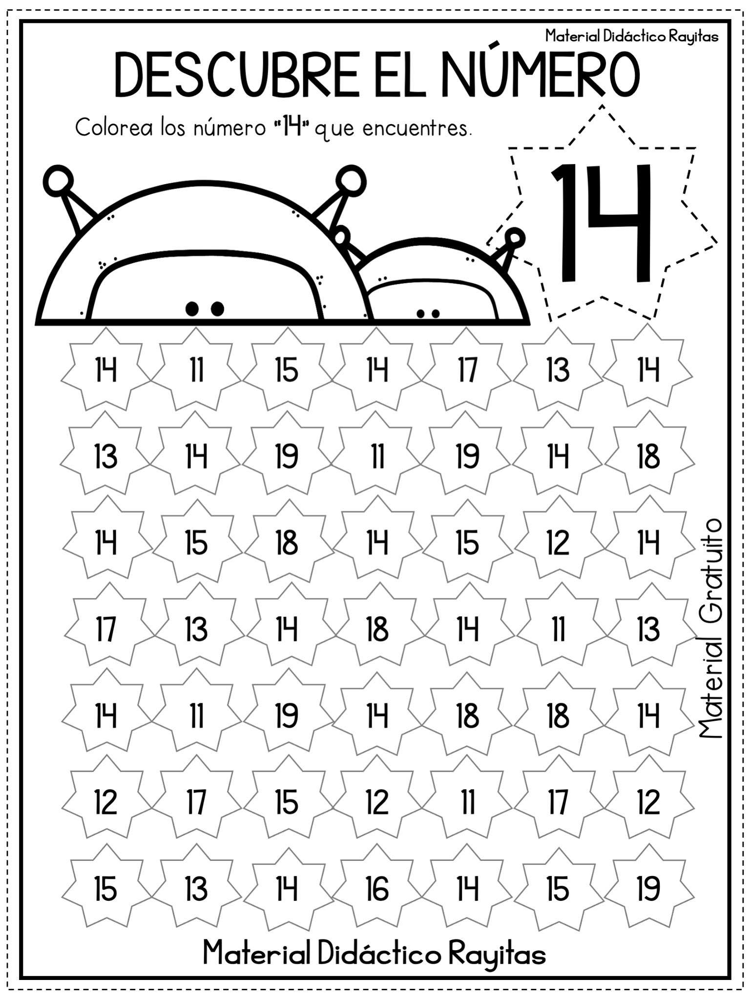 Material Didáctico Rayitas
DESCUBRE EL NÚMERO
Colorea los número "14" que encuentres.
14
14 11 15 14 17 13 14
13 14 19 11 19 14 18
14 15 18 14 15 12 14
17 13 14 18 14 11 13
14 11 19 14 18 18 14
12 17 15 12 11 17 12
15 13 14 16 14 15 19
Material Gratuito
Material Didáctico Rayitas